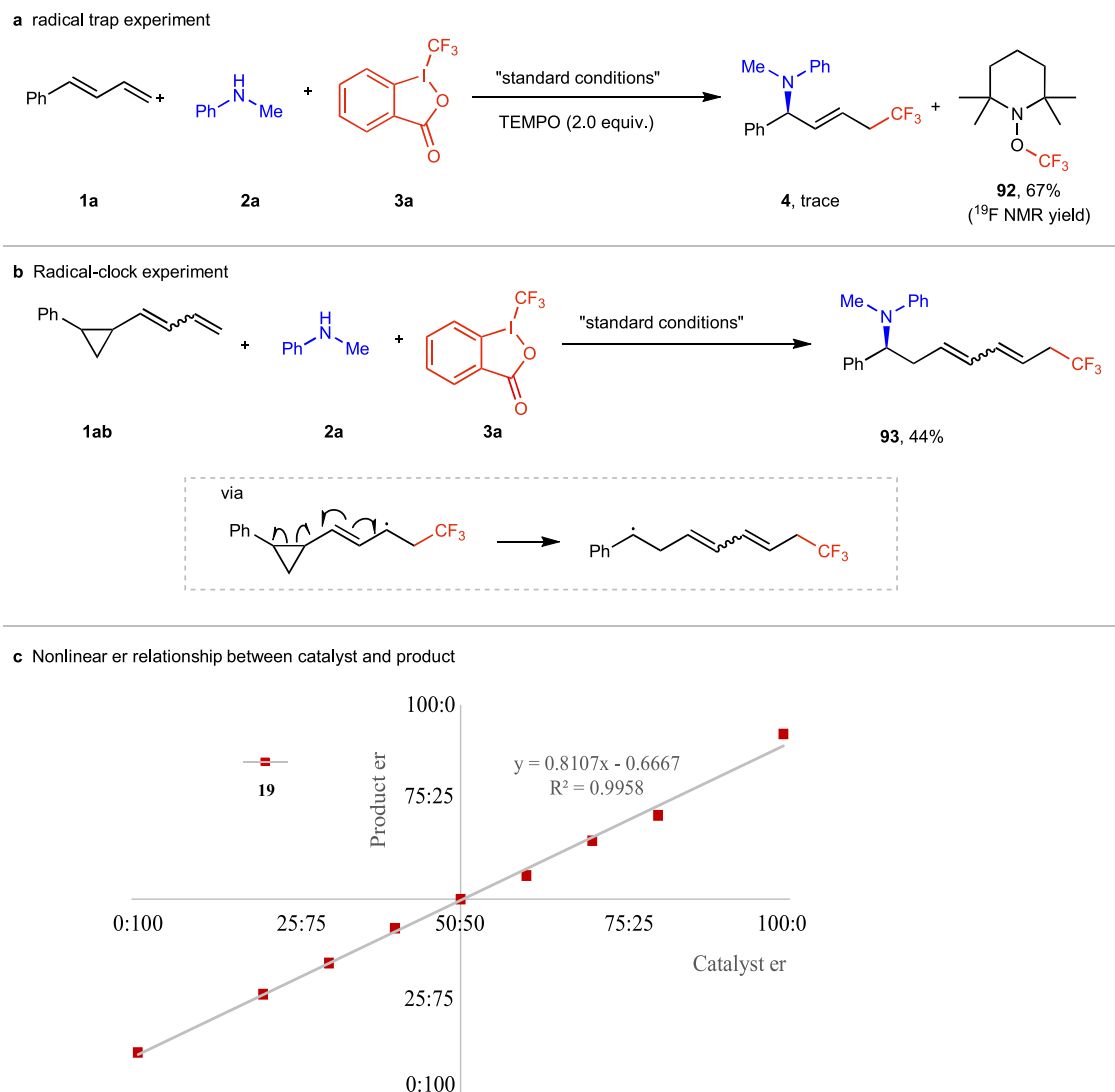 a radical trap experiment
Ph
+
Ph
H
N
Me
+
CF3
I
O
O
"standard conditions"
TEMPO (2.0 equiv.)
Me
Ph
N
Ph
CF3
+
N
O
CF3
1a
2a
3a
4, trace
92, 67%
(19F NMR yield)
b Radical-clock experiment
Ph
+
Ph
H
N
Me
+
CF3
I
O
O
"standard conditions"
Me
Ph
N
Ph
CF3
1ab
2a
3a
93, 44%
via
Ph
CF3
Ph
CF3
c Nonlinear er relationship between catalyst and product
100:0
Product er
y = 0.8107x - 0.6667
R² = 0.9958
19
75:25
0:100
25:75
50:50
75:25
100:0
Catalyst er
25:75
0:100